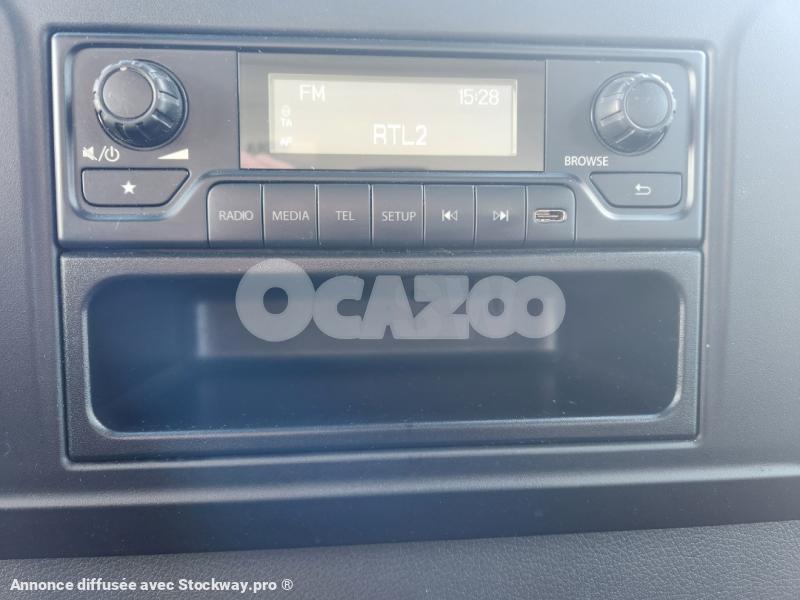 FM 15:28
TA
RTL2
AF
BROWSE
RADIO MEDIA TEL SETUP
OCAZOO
Annonce diffusée avec Stockway.pro ®